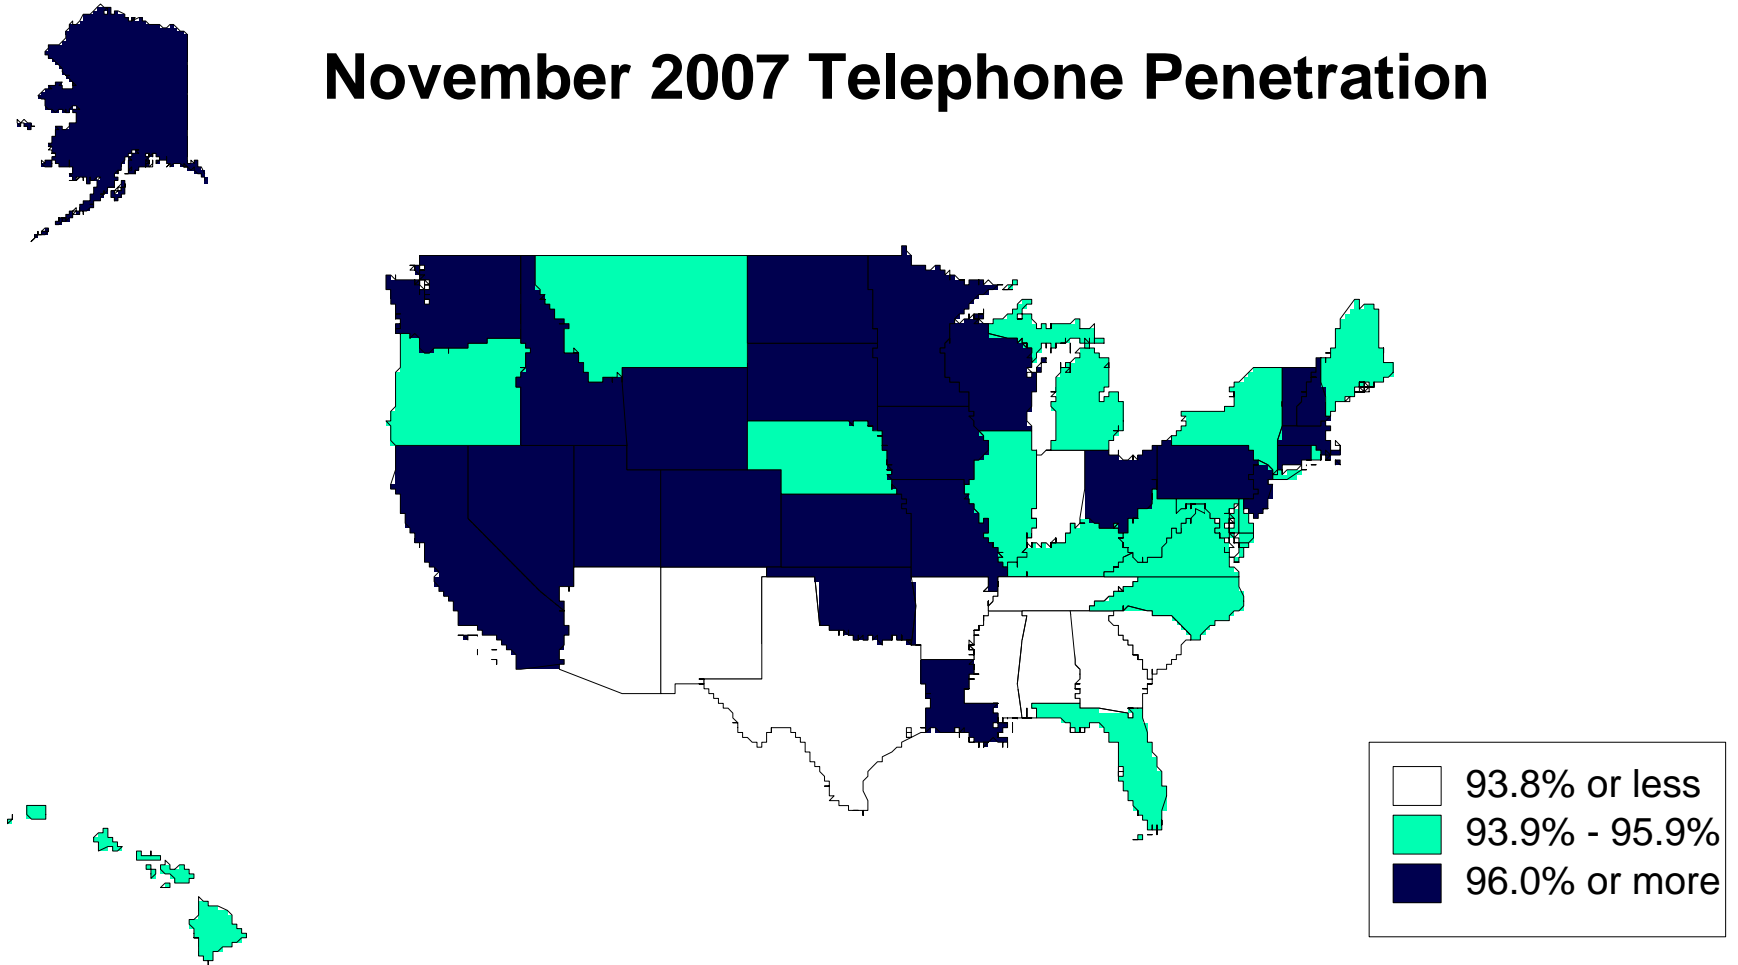 November 2007 Telephone Penetration
93.8% or less
93.9% - 95.9%
96.0% or more